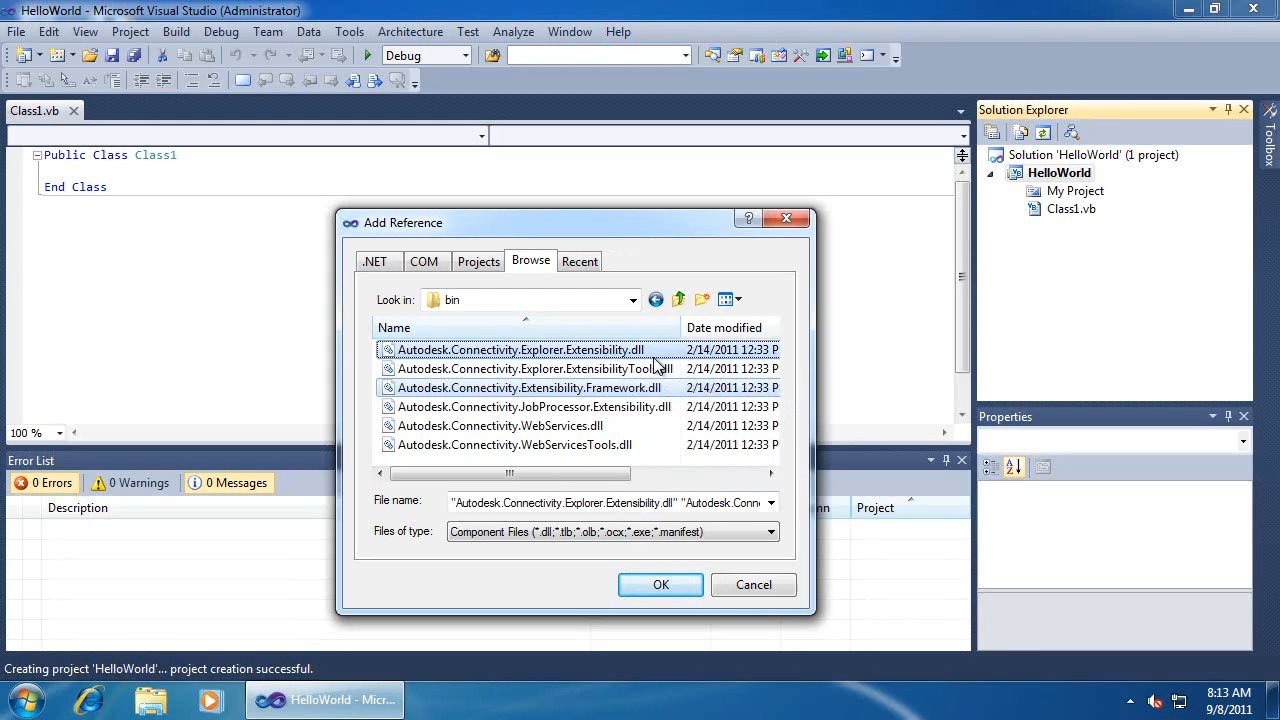 HelloWorld - Microsoft Visual Studio (Administrator)
File Edit View Project Build Debug Team Data Tools Architecture Test Analyze Window Help
Debug
Class1.vb
Public Class Class1
End Class
100 %
Solution Explorer
Solution 'HelloWorld' (1 project)
HelloWorld
My Project
Class1.vb
Toolbox
Properties
Add Reference
.NET COM Projects Browse Recent
Look in: bin
Name Date modified
Autodesk.Connectivity.Explorer.Extensibility.dll 2/14/2011 12:33 P
Autodesk.Connectivity.Explorer.ExtensibilityTools.dll 2/14/2011 12:33 P
Autodesk.Connectivity.Extensibility.Framework.dll 2/14/2011 12:33 P
Autodesk.Connectivity.JobProcessor.Extensibility.dll 2/14/2011 12:33 P
Autodesk.Connectivity.WebServices.dll 2/14/2011 12:33 P
Autodesk.Connectivity.WebServicesTools.dll 2/14/2011 12:33 P
File name: "Autodesk.Connectivity.Explorer.Extensibility.dll" "Autodesk.Conn
Files of type: Component Files (*.dll;*.tlb;*.olb;*.ocx;*.exe;*.manifest)
OK Cancel
Error List
0 Errors 0 Warnings 0 Messages
Description Project
Creating project 'HelloWorld'... project creation successful.
HelloWorld - Micr...
8:13 AM
9/8/2011